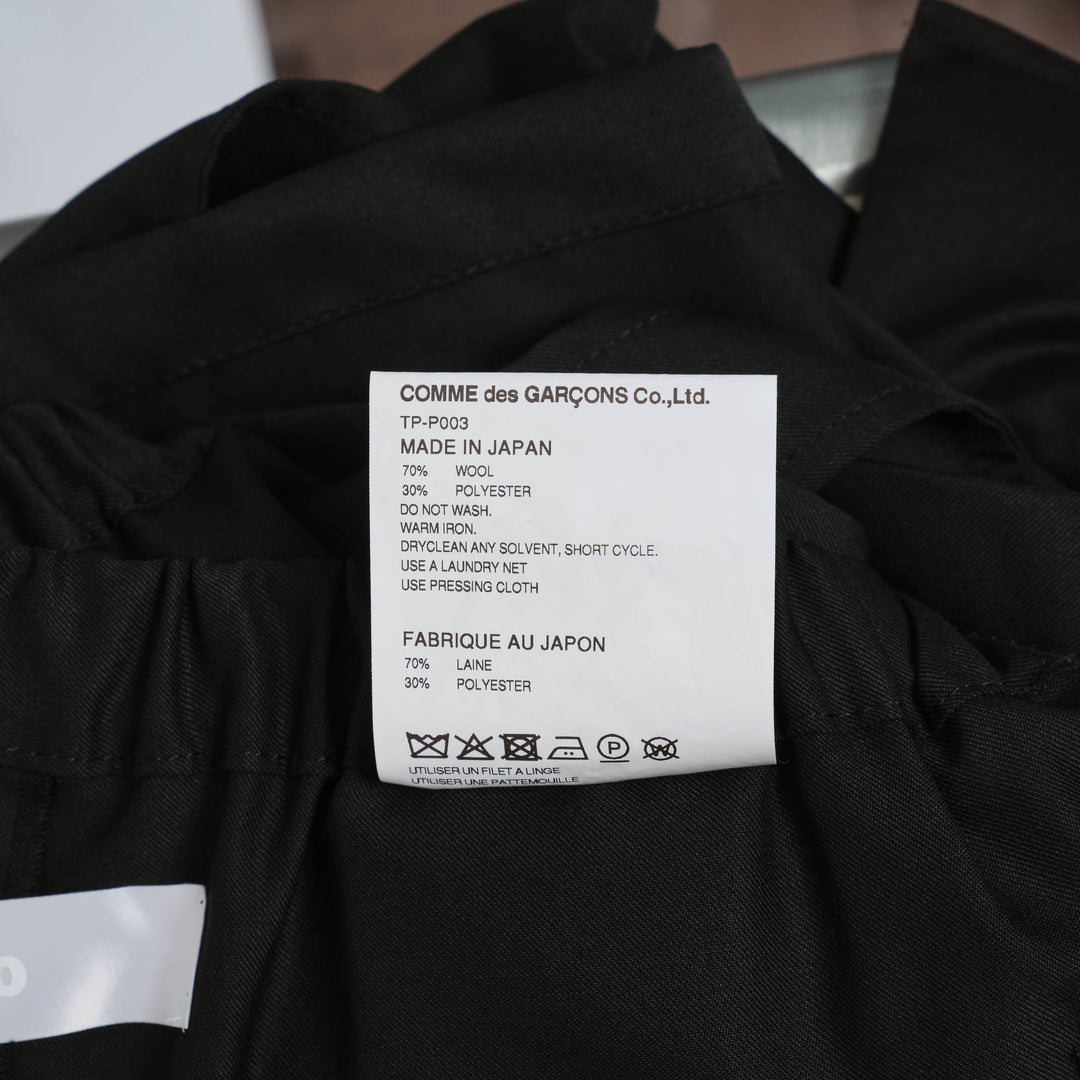 COMME des GARÇONS Co.,Ltd.
TP-P003
MADE IN JAPAN
70% WOOL
30% POLYESTER
DO NOT WASH.
WARM IRON.
DRYCLEAN ANY SOLVENT, SHORT CYCLE.
USE A LAUNDRY NET
USE PRESSING CLOTH
FABRIQUE AU JAPON
70% LAINE
30% POLYESTER
P W
UTILISER UN FILET A LINGE
UTILISER UNE PATTEMOUILLE
o